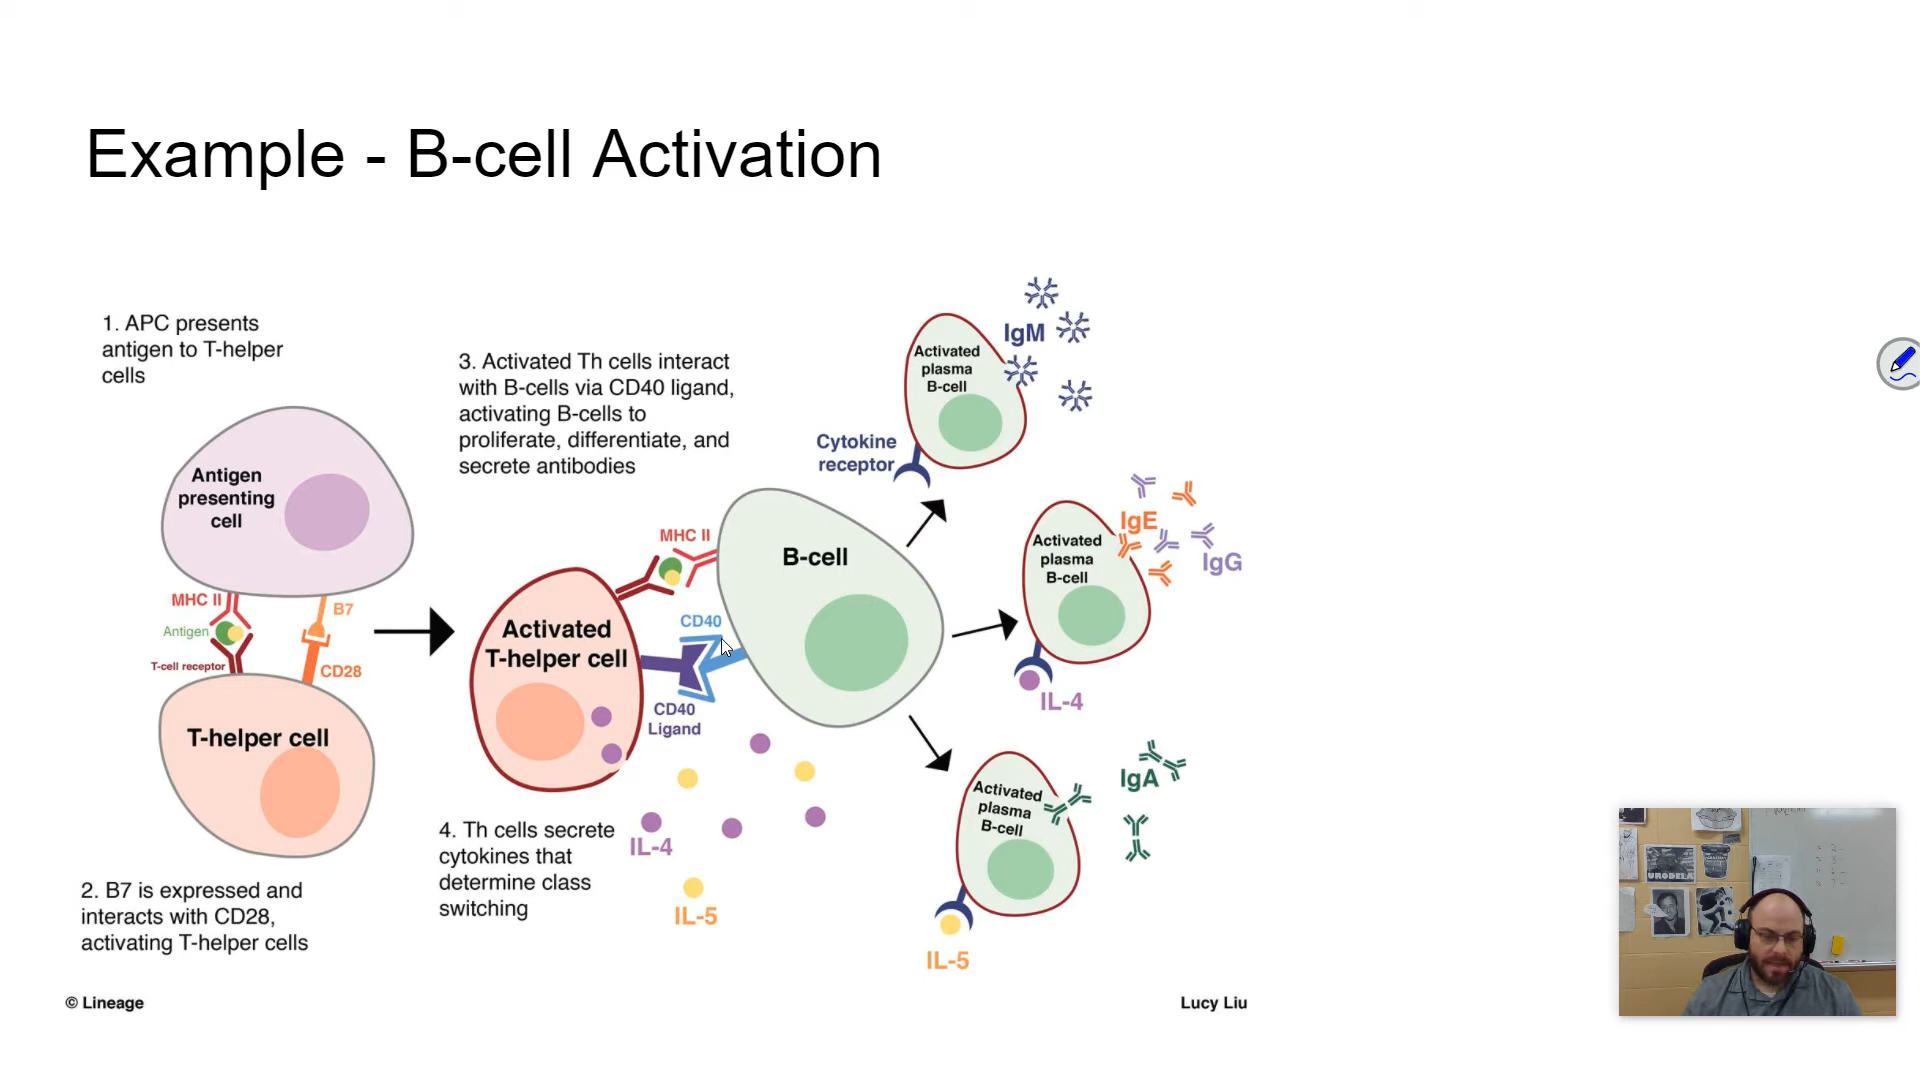 Example - B-cell Activation
1. APC presents
antigen to T-helper
cells
Antigen
presenting
cell
MHC II
B7
Antigen
T-cell receptor
CD28
T-helper cell
2. B7 is expressed and
interacts with CD28,
activating T-helper cells
3. Activated Th cells interact
with B-cells via CD40 ligand,
activating B-cells to
proliferate, differentiate, and
secrete antibodies
MHC II
B-cell
Activated
T-helper cell
CD40
CD40
Ligand
4. Th cells secrete
cytokines that
determine class
switching
IL-4
IL-5
Cytokine
receptor
Activated
plasma
B-cell
IgM
Activated
plasma
B-cell
IgE
IgG
IL-4
Activated
plasma
B-cell
IgA
IL-5
© Lineage
Lucy Liu
URODELA